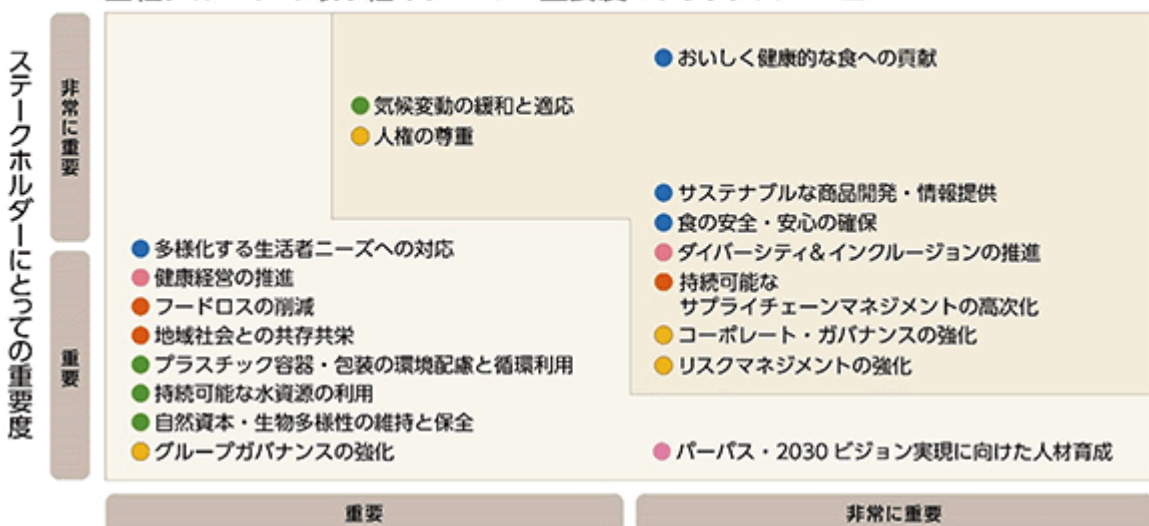 ステークホルダーにとっての重要度
非常に重要
重要
おいしく健康的な食への貢献
気候変動の緩和と適応
人権の尊重
サステナブルな商品開発・情報提供
食の安全・安心の確保
ダイバーシティ&インクルージョンの推進
持続可能な
サプライチェーンマネジメントの高次化
コーポレート・ガバナンスの強化
リスクマネジメントの強化
多様化する生活者ニーズへの対応
健康経営の推進
フードロスの削減
地域社会との共存共栄
プラスチック容器・包装の環境配慮と循環利用
持続可能な水資源の利用
自然資本・生物多様性の維持と保全
グループガバナンスの強化
パーパス・2030 ビジョン実現に向けた人材育成
重要
非常に重要